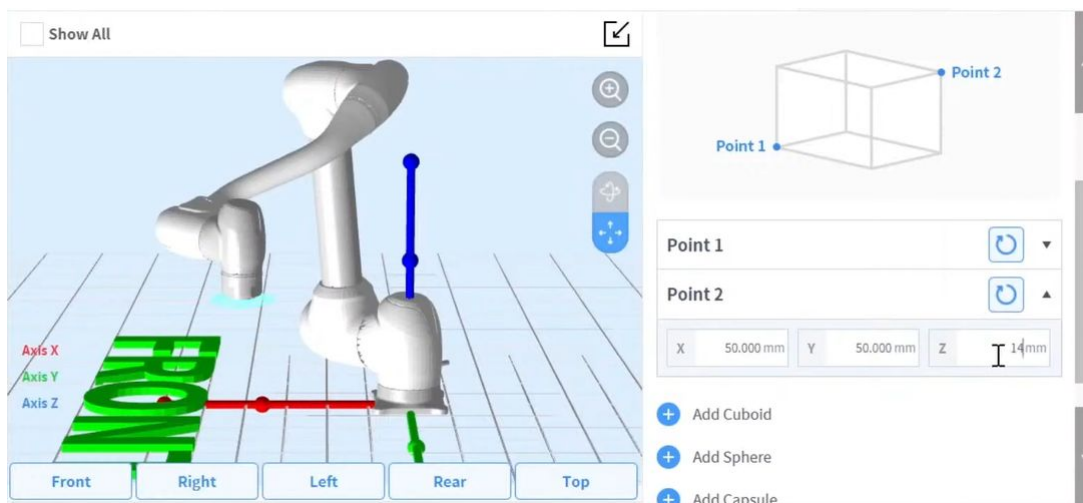 Show All
Point 2
Point 1
Point 1
Point 2
X 50.000 mm Y 50.000 mm Z 14mm
Axis X
Axis Y
Axis Z
FRONT
Add Cuboid
Add Sphere
Add Capsule
Front Right Left Rear Top